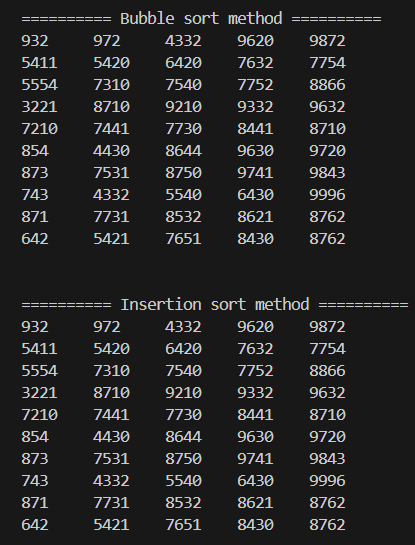 ========== Bubble sort method ==========
932 972 4332 9620 9872
5411 5420 6420 7632 7754
5554 7310 7540 7752 8866
3221 8710 9210 9332 9632
7210 7441 7730 8441 8710
854 4430 8644 9630 9720
873 7531 8750 9741 9843
743 4332 5540 6430 9996
871 7731 8532 8621 8762
642 5421 7651 8430 8762
========== Insertion sort method ==========
932 972 4332 9620 9872
5411 5420 6420 7632 7754
5554 7310 7540 7752 8866
3221 8710 9210 9332 9632
7210 7441 7730 8441 8710
854 4430 8644 9630 9720
873 7531 8750 9741 9843
743 4332 5540 6430 9996
871 7731 8532 8621 8762
642 5421 7651 8430 8762